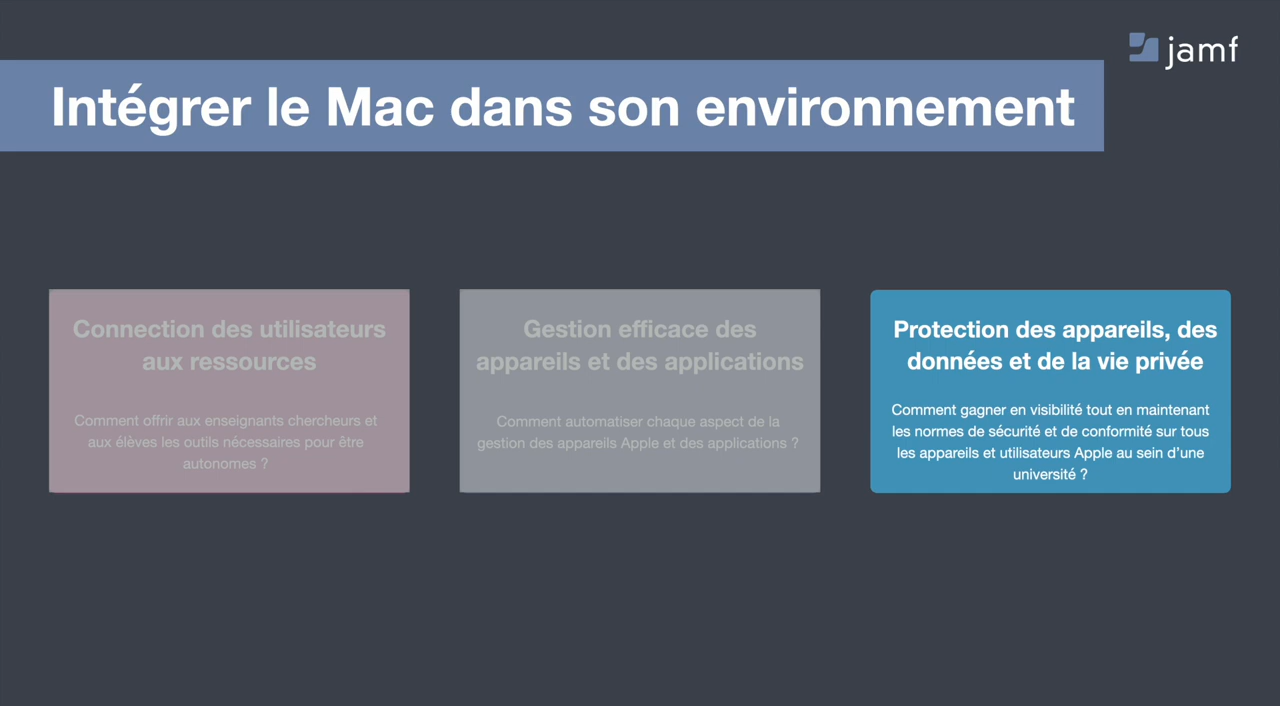 jamf
Intégrer le Mac dans son environnement
Connection des utilisateurs
aux ressources
Comment offrir aux enseignants chercheurs et
aux élèves les outils nécessaires pour être
autonomes ?
Gestion efficace des
appareils et des applications
Comment automatiser chaque aspect de la
gestion des appareils Apple et des applications ?
Protection des appareils, des
données et de la vie privée
Comment gagner en visibilité tout en maintenant
les normes de sécurité et de conformité sur tous
les appareils et utilisateurs Apple au sein d’une
université ?